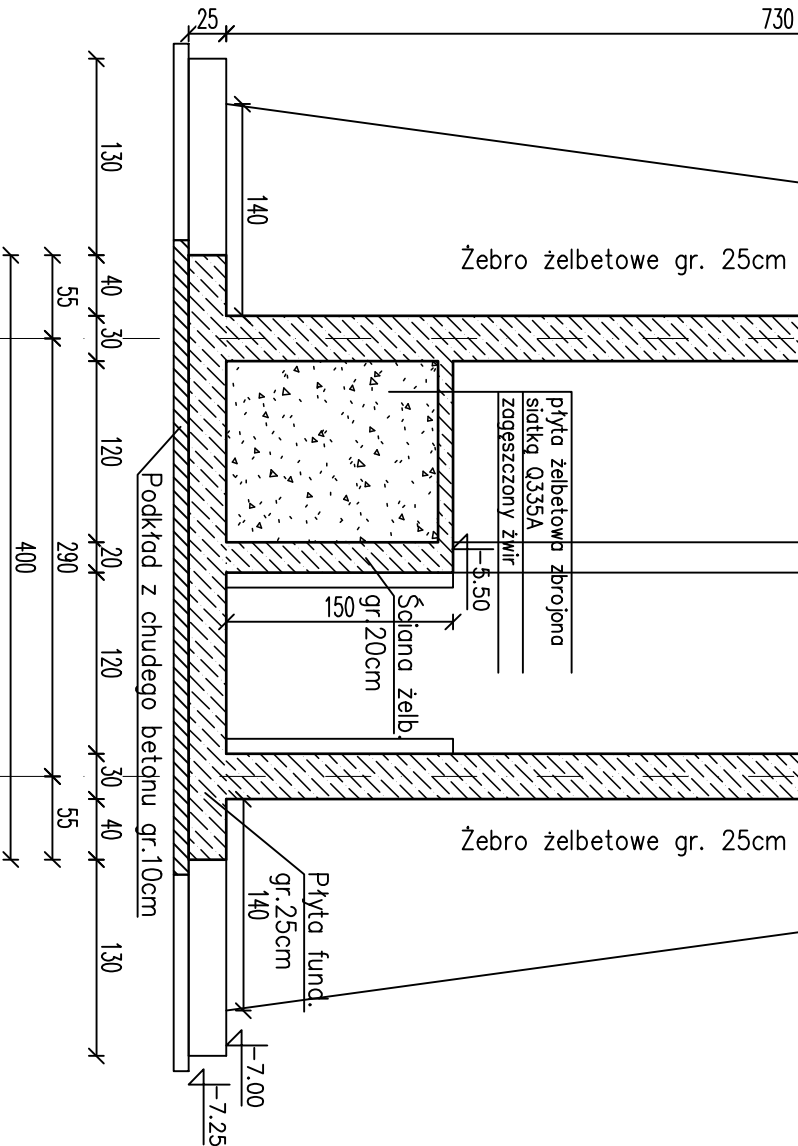 25
730
130
40
30
120
20
120
30
40
130
55
290
55
400
140
Żebro żelbetowe gr. 25cm
płyta żelbetowa zbrojona
siatką Q335A
zagęszczony żwir
-5.50
150
Ściana żelb.
gr.20cm
Podkład z chudego betonu gr.10cm
Żebro żelbetowe gr. 25cm
Płyta fund.
gr.25cm
140
-7.00
-7.25